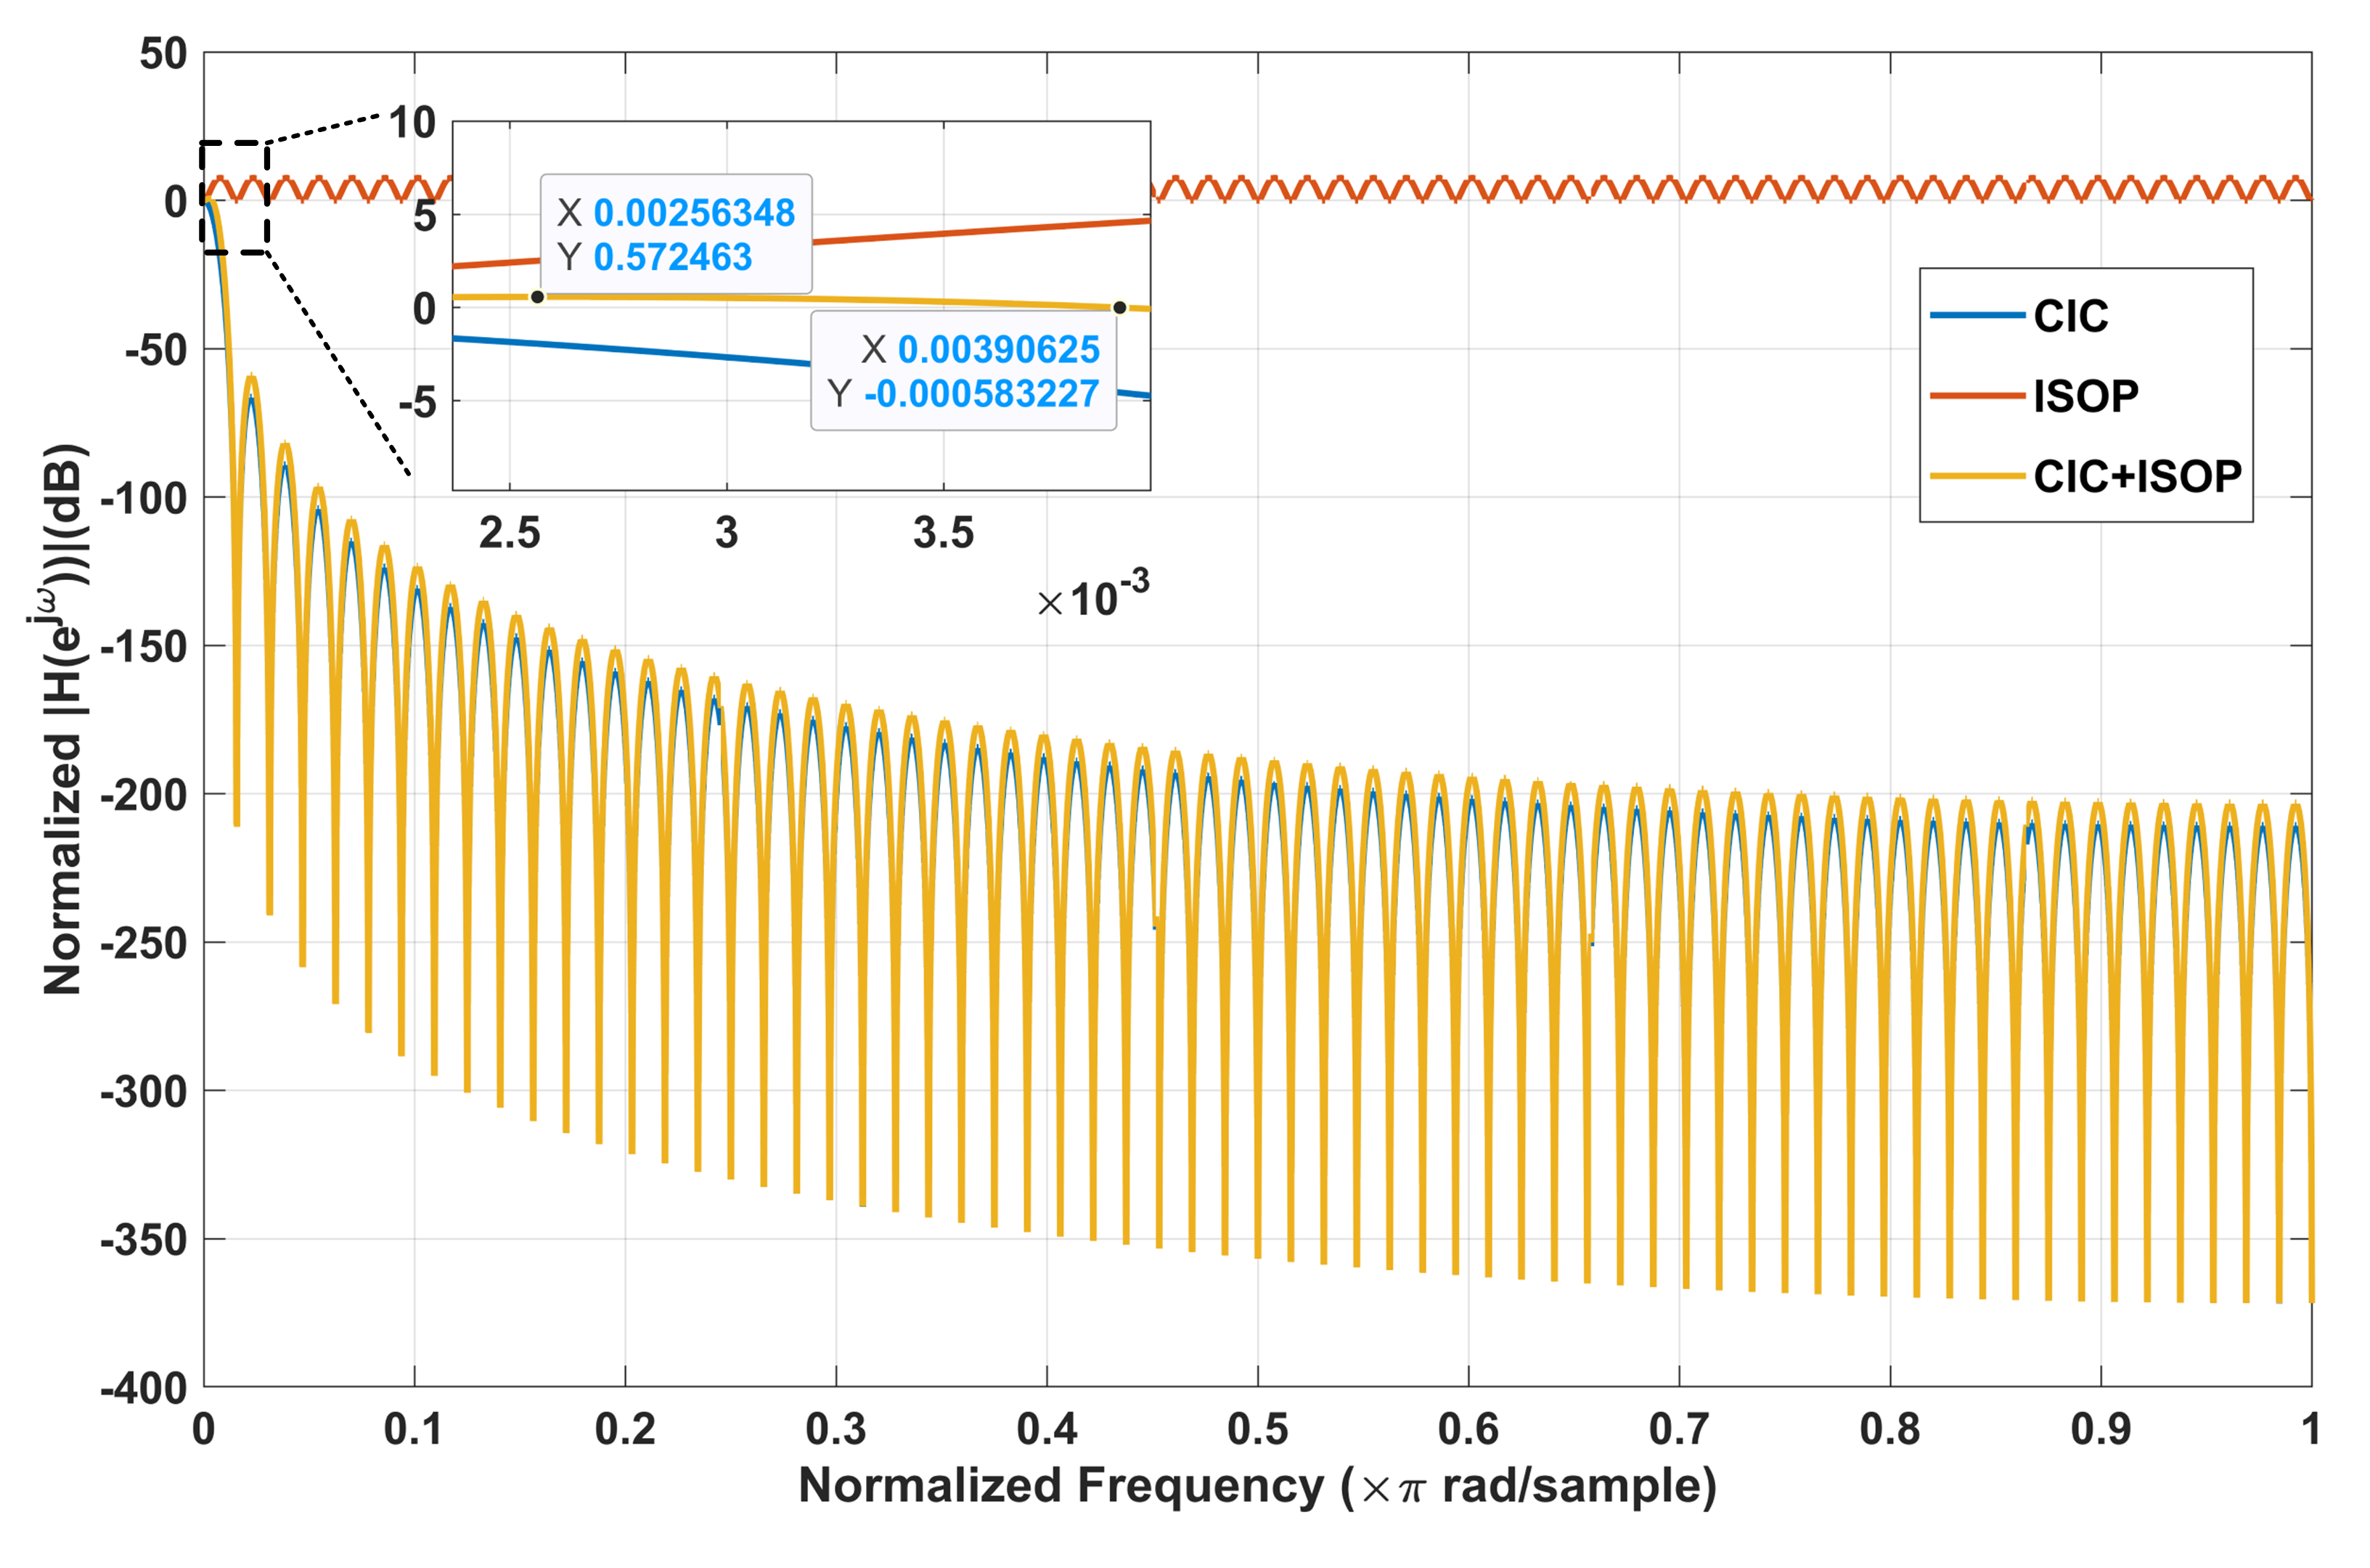 50
0
-50
-100
-150
-200
-250
-300
-350
-400
Normalized |H(e^jω))|(dB)
10
5
0
-5
X 0.00256348
Y 0.572463
X 0.00390625
Y -0.000583227
2.5 3 3.5
×10^-3
CIC
ISOP
CIC+ISOP
0 0.1 0.2 0.3 0.4 0.5 0.6 0.7 0.8 0.9 1
Normalized Frequency (×π rad/sample)